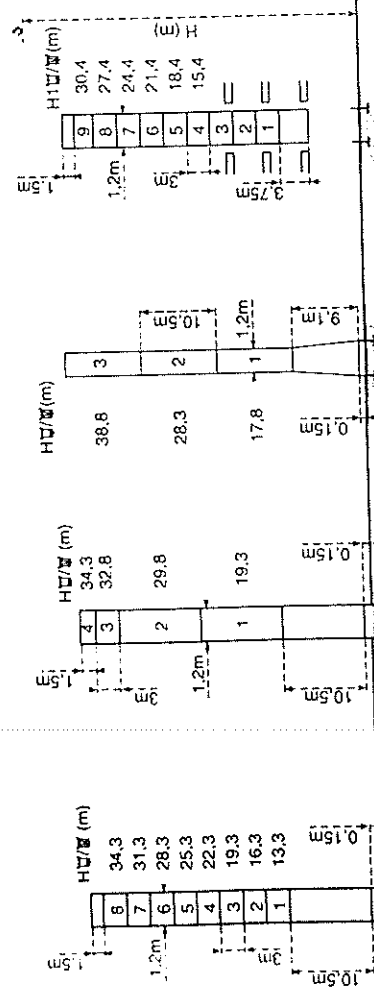 (m)
1,5m
8 34,3
7 31,3
6 28,3
1,2m
5 25,3
4 22,3
3 19,3
3m
2 16,3
1 13,3
10,5m
0,15m
(m)
1,5m
4 34,3
3 32,8
3m
2 29,8
1,2m
1 19,3
10,5m
0,15m
(m)
3 38,8
10,5m
2 28,3
1,2m
1 17,8
9,1m
0,15m
H1 (m)
1,5m
9 30,4
8 27,4
7 24,4
1,2m
6 21,4
5 18,4
3m
4 15,4
3
2
1
3,75m
H (m)